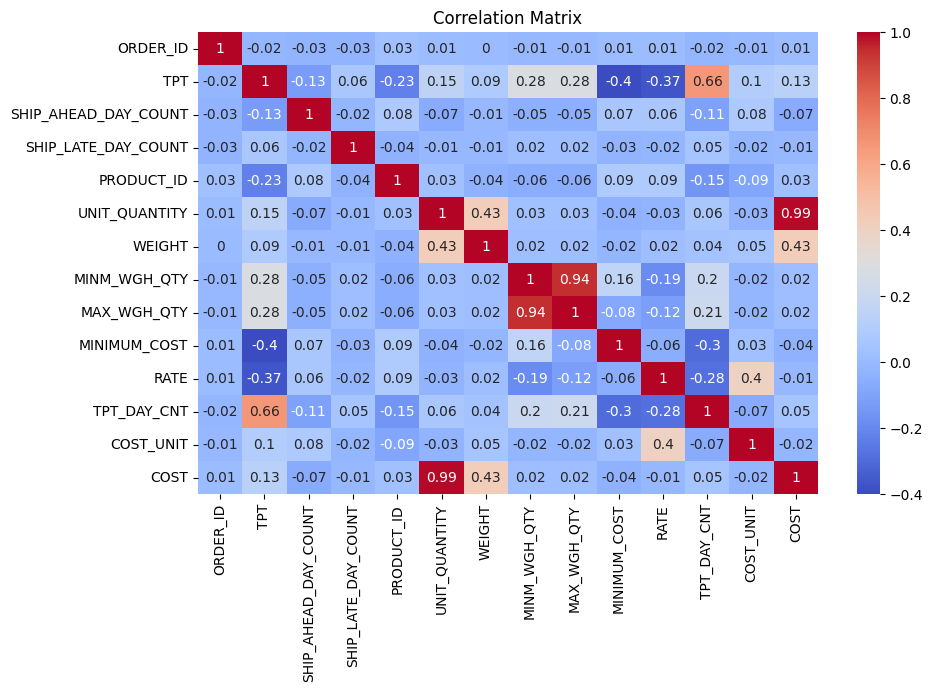 Correlation Matrix
ORDER_ID 1 -0.02 -0.03 -0.03 0.03 0.01 0 -0.01 -0.01 0.01 0.01 -0.02 -0.01 0.01
TPT -0.02 1 -0.13 0.06 -0.23 0.15 0.09 0.28 0.28 -0.4 -0.37 0.66 0.1 0.13
SHIP_AHEAD_DAY_COUNT -0.03 -0.13 1 -0.02 0.08 -0.07 -0.01 -0.05 -0.05 0.07 0.06 -0.11 0.08 -0.07
SHIP_LATE_DAY_COUNT -0.03 0.06 -0.02 1 -0.04 -0.01 -0.01 0.02 0.02 -0.03 -0.02 0.05 -0.02 -0.01
PRODUCT_ID 0.03 -0.23 0.08 -0.04 1 0.03 -0.04 -0.06 -0.06 0.09 0.09 -0.15 -0.09 0.03
UNIT_QUANTITY 0.01 0.15 -0.07 -0.01 0.03 1 0.43 0.03 0.03 -0.04 -0.03 0.06 -0.03 0.99
WEIGHT 0 0.09 -0.01 -0.01 -0.04 0.43 1 0.02 0.02 -0.02 0.02 0.04 0.05 0.43
MINM_WGH_QTY -0.01 0.28 -0.05 0.02 -0.06 0.03 0.02 1 0.94 0.16 -0.19 0.2 -0.02 0.02
MAX_WGH_QTY -0.01 0.28 -0.05 0.02 -0.06 0.03 0.02 0.94 1 -0.08 -0.12 0.21 -0.02 0.02
MINIMUM_COST 0.01 -0.4 0.07 -0.03 0.09 -0.04 -0.02 0.16 -0.08 1 -0.06 -0.3 0.03 -0.04
RATE 0.01 -0.37 0.06 -0.02 0.09 -0.03 0.02 -0.19 -0.12 -0.06 1 -0.28 0.4 -0.01
TPT_DAY_CNT -0.02 0.66 -0.11 0.05 -0.15 0.06 0.04 0.2 0.21 -0.3 -0.28 1 -0.07 0.05
COST_UNIT -0.01 0.1 0.08 -0.02 -0.09 -0.03 0.05 -0.02 -0.02 0.03 0.4 -0.07 1 -0.02
COST 0.01 0.13 -0.07 -0.01 0.03 0.99 0.43 0.02 0.02 -0.04 -0.01 0.05 -0.02 1
ORDER_ID
TPT
SHIP_AHEAD_DAY_COUNT
SHIP_LATE_DAY_COUNT
PRODUCT_ID
UNIT_QUANTITY
WEIGHT
MINM_WGH_QTY
MAX_WGH_QTY
MINIMUM_COST
RATE
TPT_DAY_CNT
COST_UNIT
COST
1.0
0.8
0.6
0.4
0.2
0.0
−0.2
−0.4